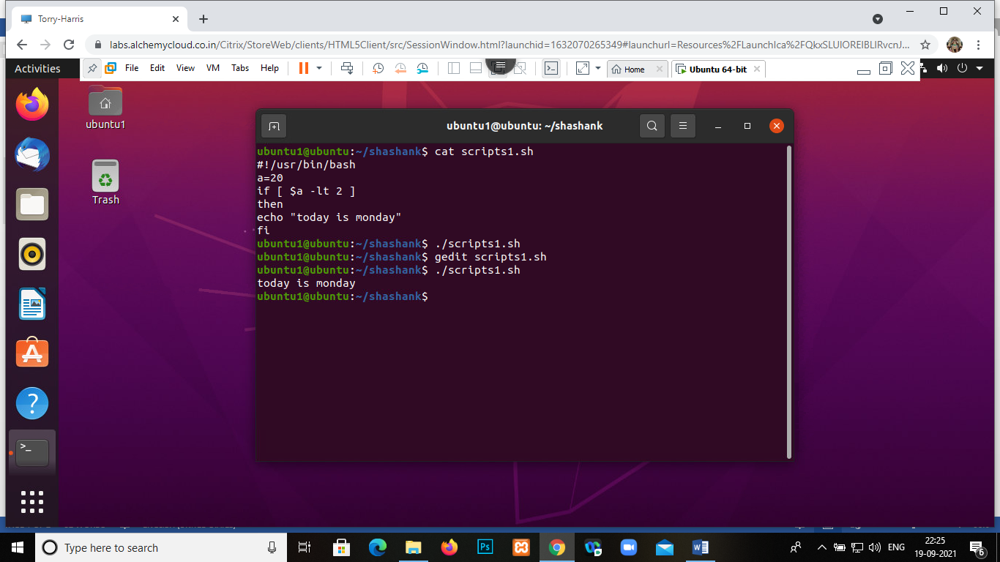 Torry-Harris
labs.alchemycloud.co.in/Citrix/StoreWeb/clients/HTML5Client/src/SessionWindow.html?launchid=1632070265349#launchurl=Resources%2FLaunchIca%2FQkxSLUlOREIBLlRvcnJ...
Activities
File Edit View VM Tabs Help
Home
Ubuntu 64-bit
ubuntu1
Trash
ubuntu1@ubuntu: ~/shashank
ubuntu1@ubuntu:~/shashank$ cat scripts1.sh
#!/usr/bin/bash
a=20
if [ $a -lt 2 ]
then
echo "today is monday"
fi
ubuntu1@ubuntu:~/shashank$ ./scripts1.sh
ubuntu1@ubuntu:~/shashank$ gedit scripts1.sh
ubuntu1@ubuntu:~/shashank$ ./scripts1.sh
today is monday
ubuntu1@ubuntu:~/shashank$
Type here to search
Ps
ENG
22:25
19-09-2021
6